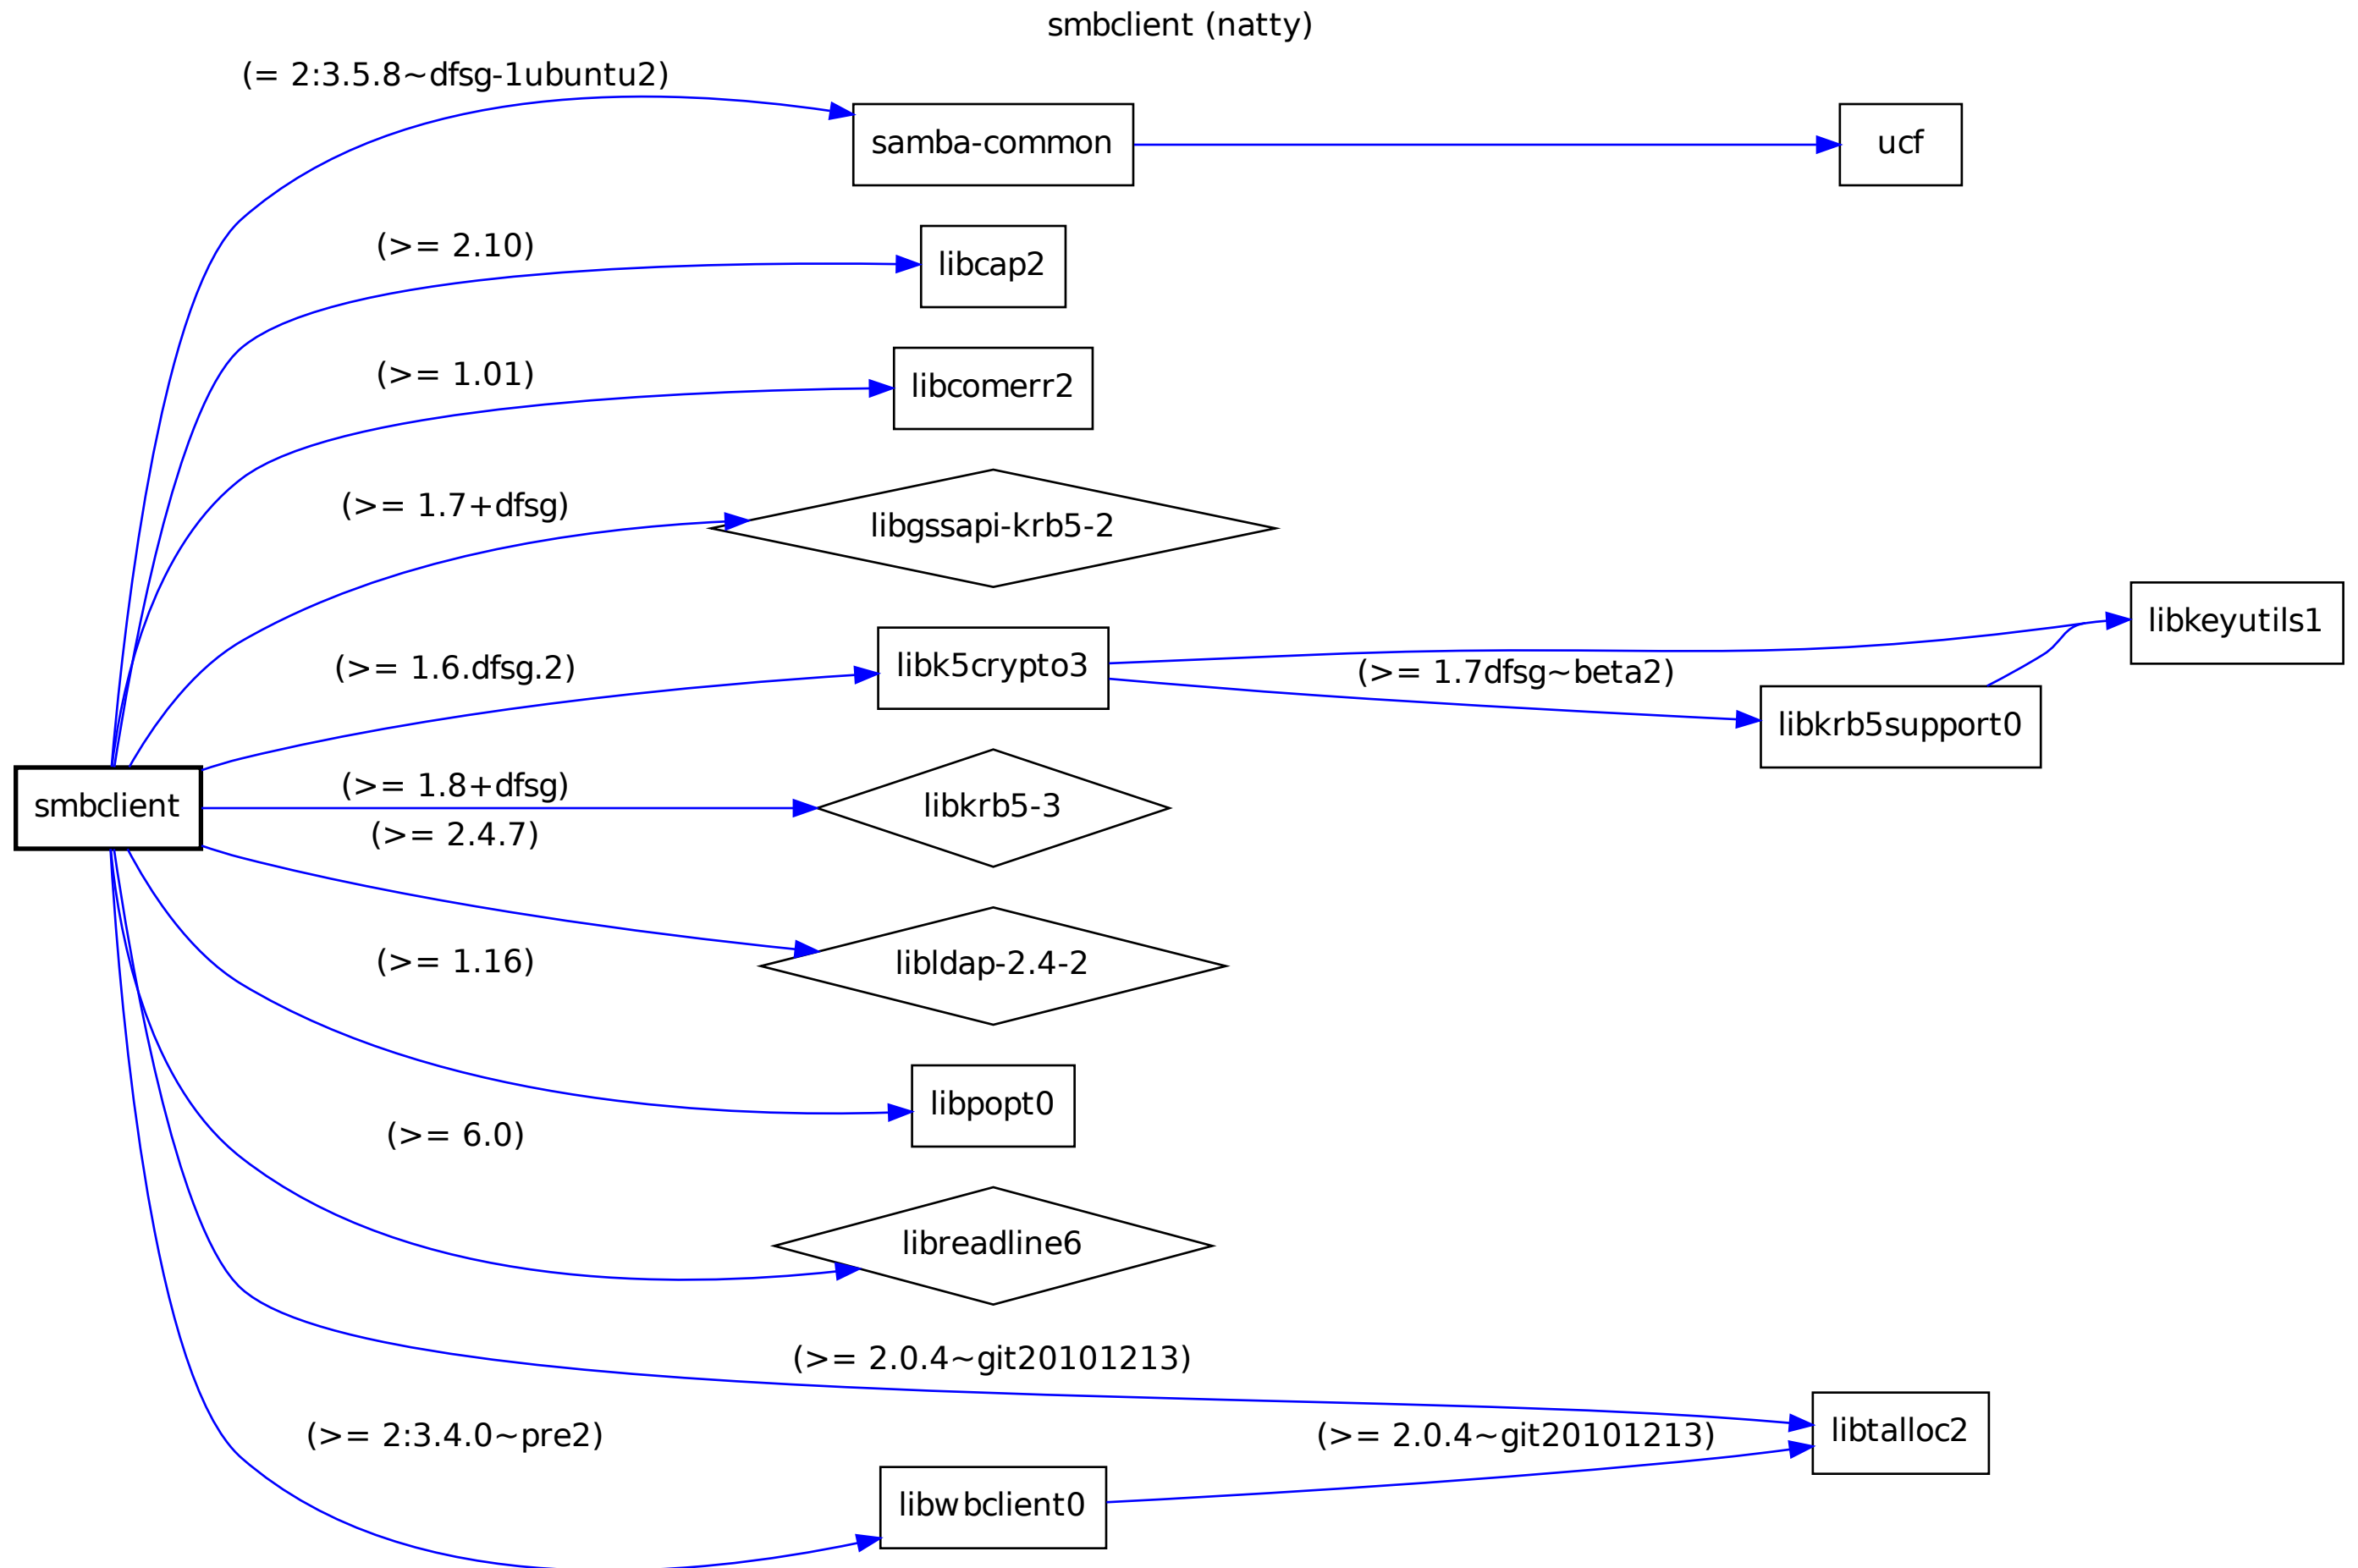 smbclient (natty)
(= 2:3.5.8~dfsg-1ubuntu2)
samba-common
ucf
(>= 2.10)
libcap2
(>= 1.01)
libcomerr2
(>= 1.7+dfsg)
libgssapi-krb5-2
(>= 1.6.dfsg.2)
libk5crypto3
libkeyutils1
(>= 1.7dfsg~beta2)
libkrb5support0
smbclient
(>= 1.8+dfsg)
libkrb5-3
(>= 2.4.7)
libldap-2.4-2
(>= 1.16)
libpopt0
(>= 6.0)
libreadline6
(>= 2.0.4~git20101213)
libtalloc2
(>= 2:3.4.0~pre2)
(>= 2.0.4~git20101213)
libwbclient0